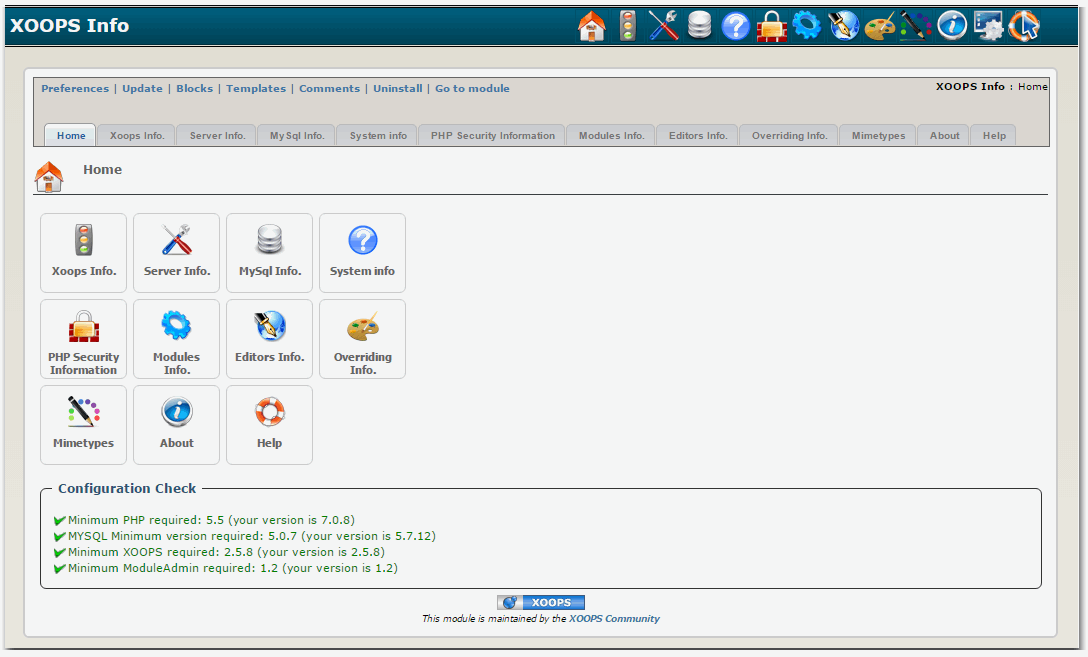 XOOPS Info
Preferences | Update | Blocks | Templates | Comments | Uninstall | Go to module
XOOPS Info : Home
Home Xoops Info. Server Info. MySql Info. System info PHP Security Information Modules Info. Editors Info. Overriding Info. Mimetypes About Help
Home
Xoops Info. Server Info. MySql Info. System info
PHP Security Information Modules Info. Editors Info. Overriding Info.
Mimetypes About Help
Configuration Check
Minimum PHP required: 5.5 (your version is 7.0.8)
MYSQL Minimum version required: 5.0.7 (your version is 5.7.12)
Minimum XOOPS required: 2.5.8 (your version is 2.5.8)
Minimum ModuleAdmin required: 1.2 (your version is 1.2)
XOOPS
This module is maintained by the XOOPS Community